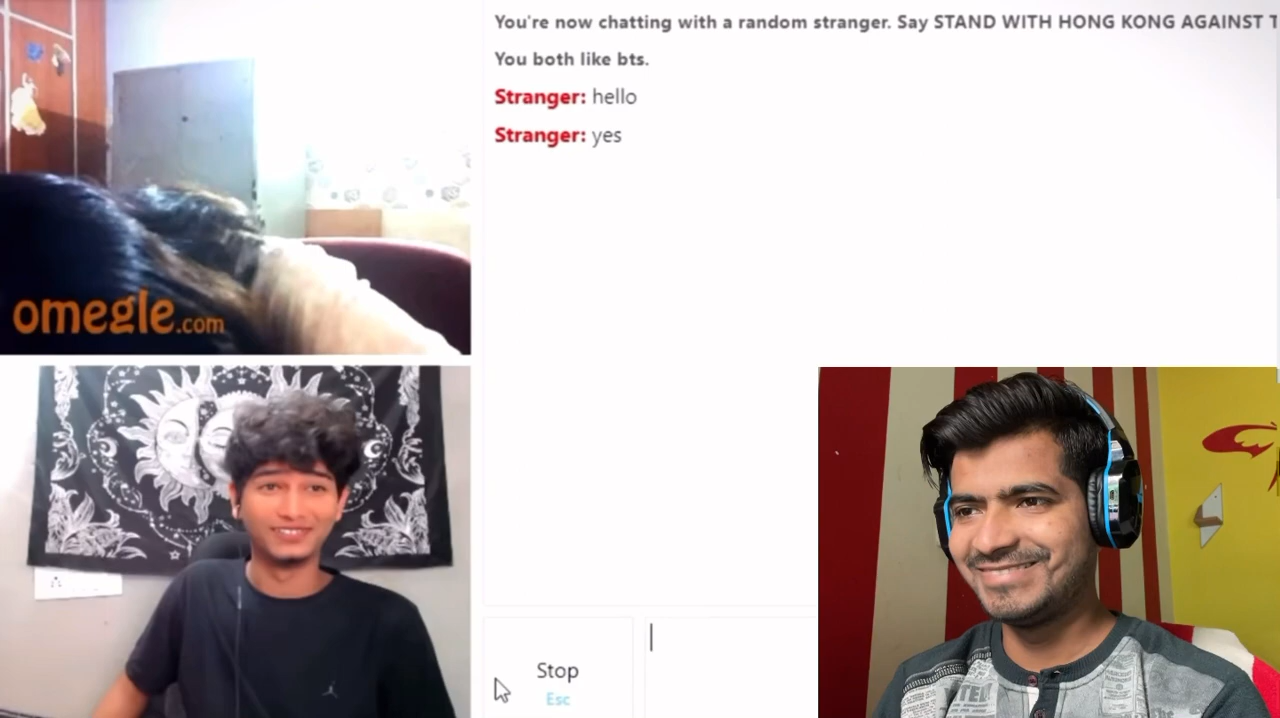 You're now chatting with a random stranger. Say STAND WITH HONG KONG AGAINST T
You both like bts.
Stranger: hello
Stranger: yes
omegle.com
Stop
Esc